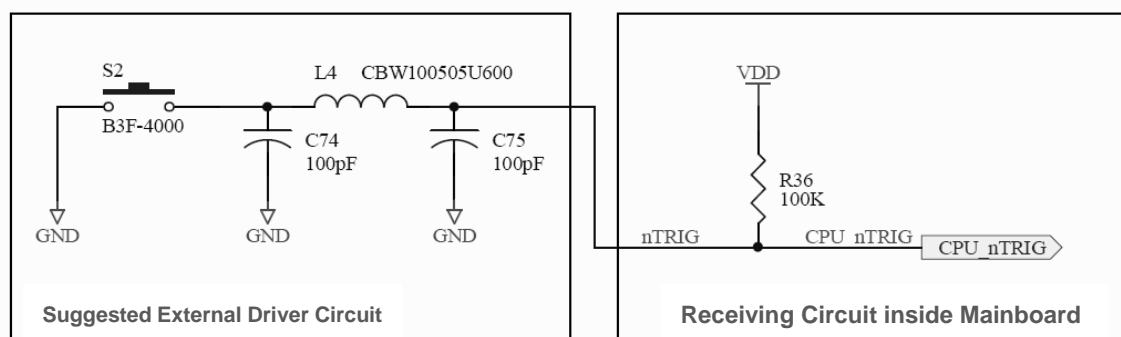 S2
B3F-4000
L4 CBW100505U600
C74
100pF
C75
100pF
GND
GND
GND
Suggested External Driver Circuit
VDD
R36
100K
nTRIG
CPU_nTRIG
CPU_nTRIG
Receiving Circuit inside Mainboard